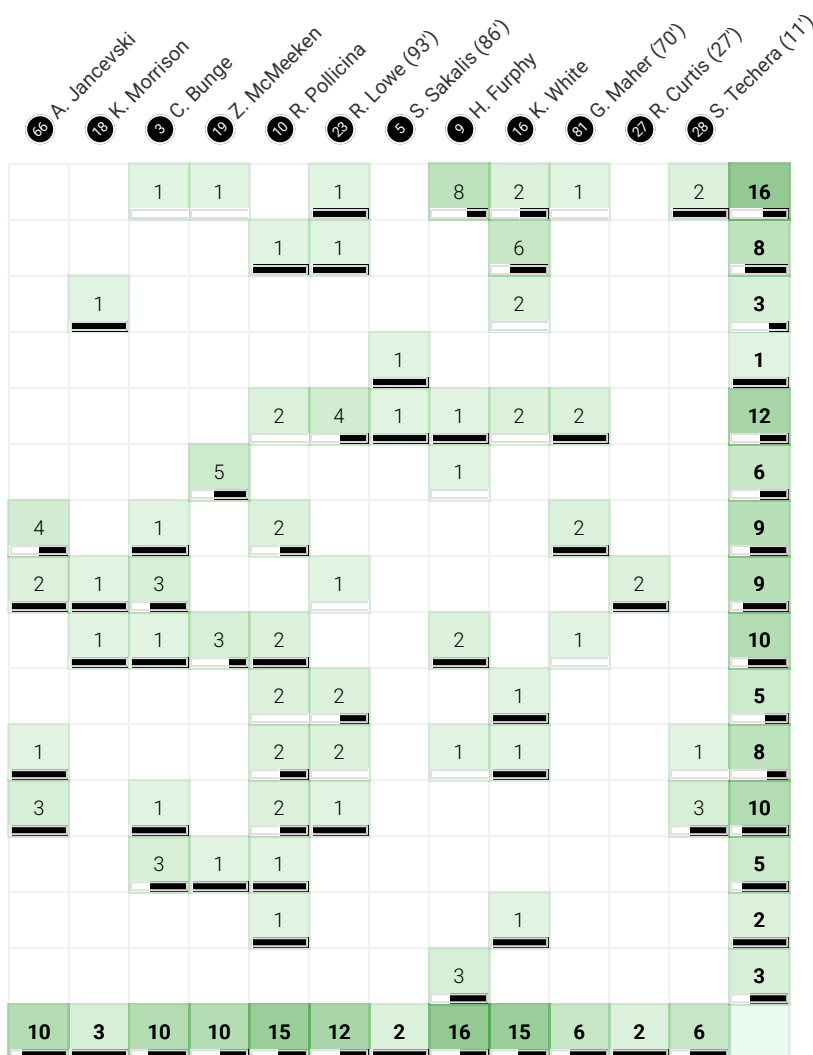 66 A. Jancevski
18 K. Morrison
3 C. Bunge
19 Z. McMeeken
10 R. Pollicina
23 R. Lowe (93')
5 S. Sakalis (86')
9 H. Furphy
16 K. White
81 G. Maher (70')
27 R. Curtis (27')
28 S. Techera (11')
1 1 1 8 2 1 2 16
1 1 6 8
1 2 3
1 1
2 4 1 1 2 2 12
5 1 6
4 1 2 2 9
2 1 3 1 2 9
1 1 3 2 2 1 10
2 2 1 5
1 2 2 1 1 1 8
3 1 2 1 3 10
3 1 1 5
1 1 2
3 3
10 3 10 10 15 12 2 16 15 6 2 6